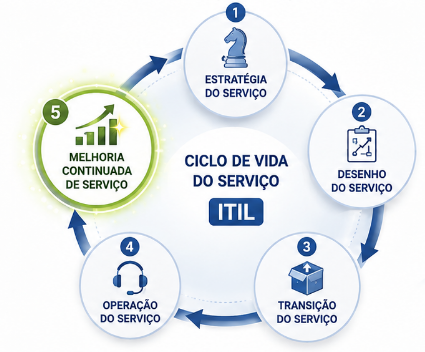 1
ESTRATÉGIA
DO SERVIÇO
2
DESENHO
DO SERVIÇO
3
TRANSIÇÃO
DO SERVIÇO
4
OPERAÇÃO
DO SERVIÇO
5
MELHORIA
CONTINUADA
DE SERVIÇO
CICLO DE VIDA
DO SERVIÇO
ITIL